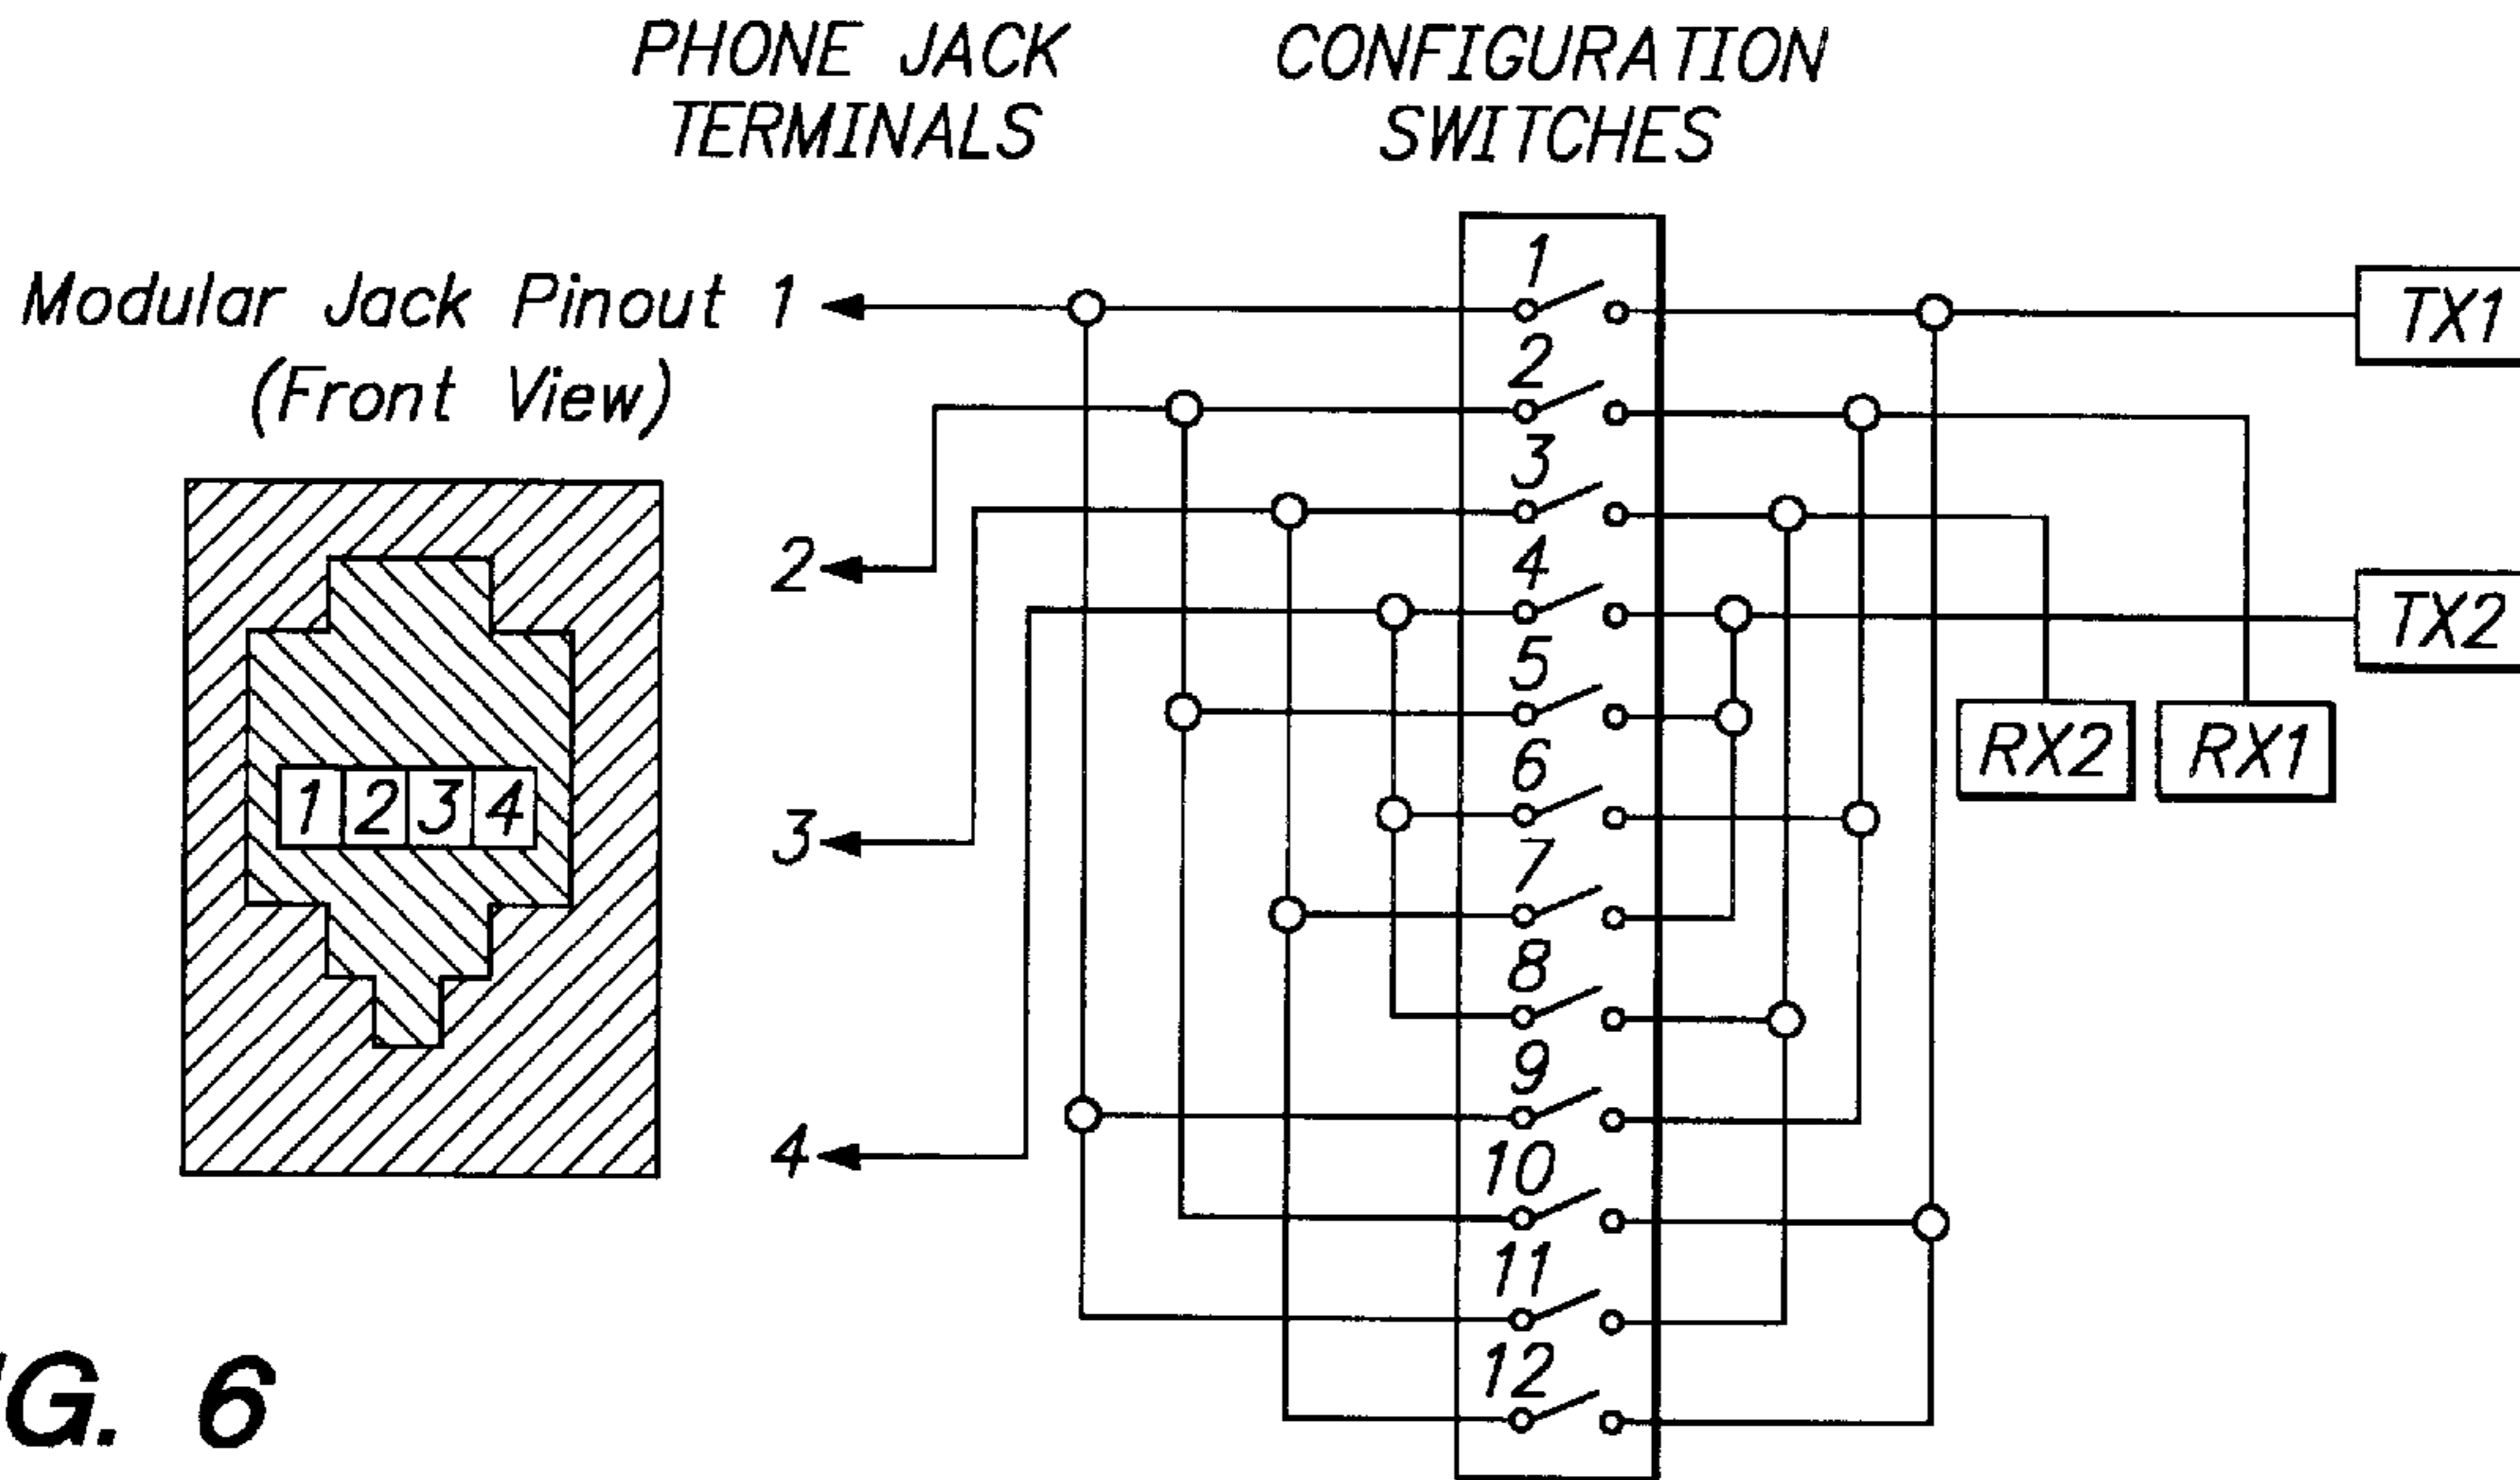 PHONE JACK
TERMINALS
CONFIGURATION
SWITCHES
Modular Jack Pinout
(Front View)
1
2
3
4
1 2 3 4
1
2
3
4
5
6
7
8
9
10
11
12
TX1
TX2
RX2
RX1
G. 6